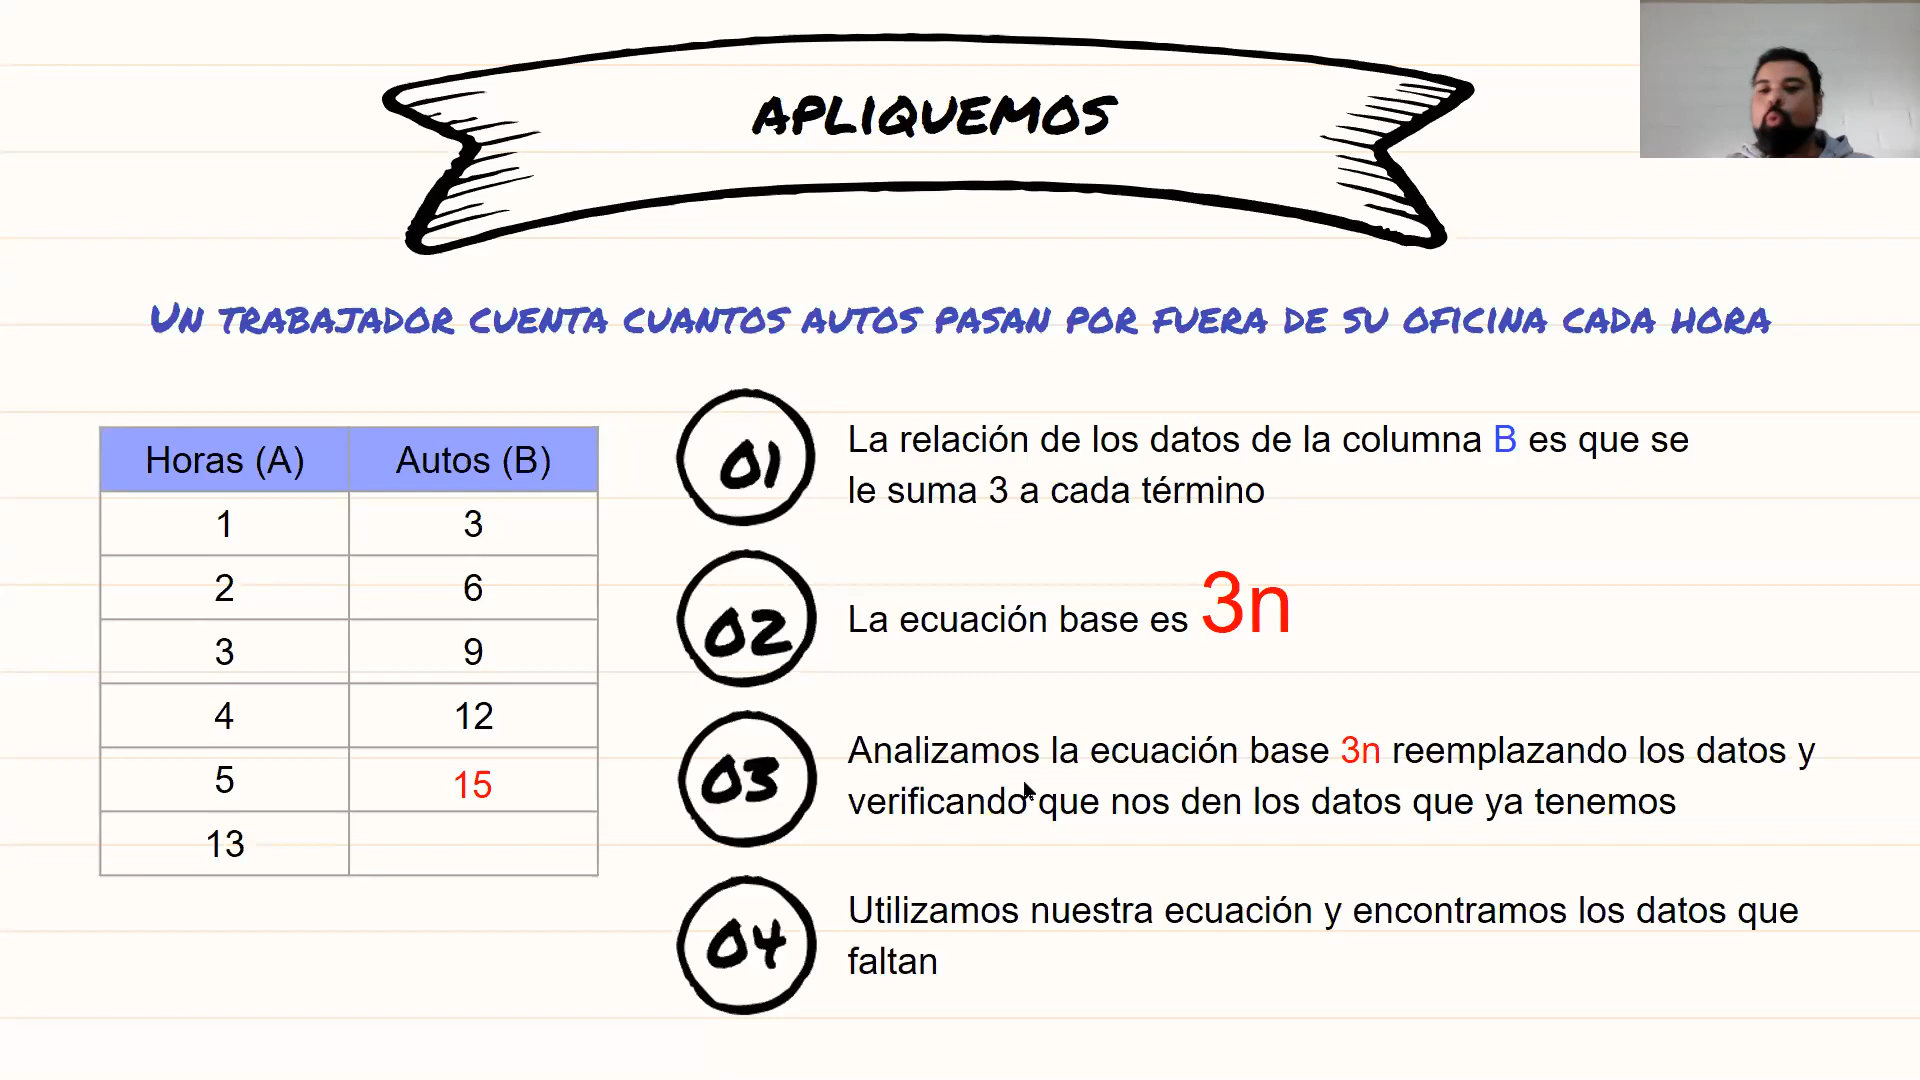 APLIQUEMOS
Un trabajador cuenta cuantos autos pasan por fuera de su oficina cada hora
Horas (A) Autos (B)
1 3
2 6
3 9
4 12
5 15
13
01
La relación de los datos de la columna B es que se
le suma 3 a cada término
02
La ecuación base es 3n
03
Analizamos la ecuación base 3n reemplazando los datos y
verificando que nos den los datos que ya tenemos
04
Utilizamos nuestra ecuación y encontramos los datos que
faltan